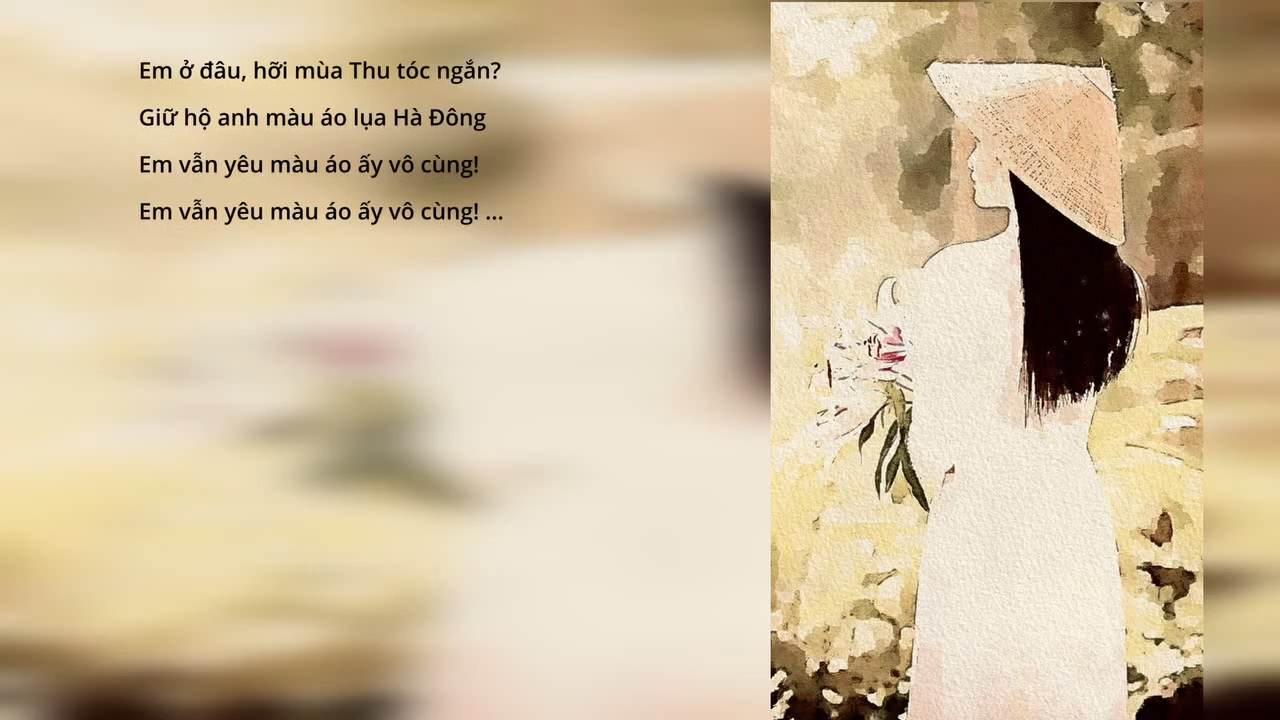 Em ở đâu, hỡi mùa Thu tóc ngắn?
Giữ hộ anh màu áo lụa Hà Đông
Em vẫn yêu màu áo ấy vô cùng!
Em vẫn yêu màu áo ấy vô cùng! ...